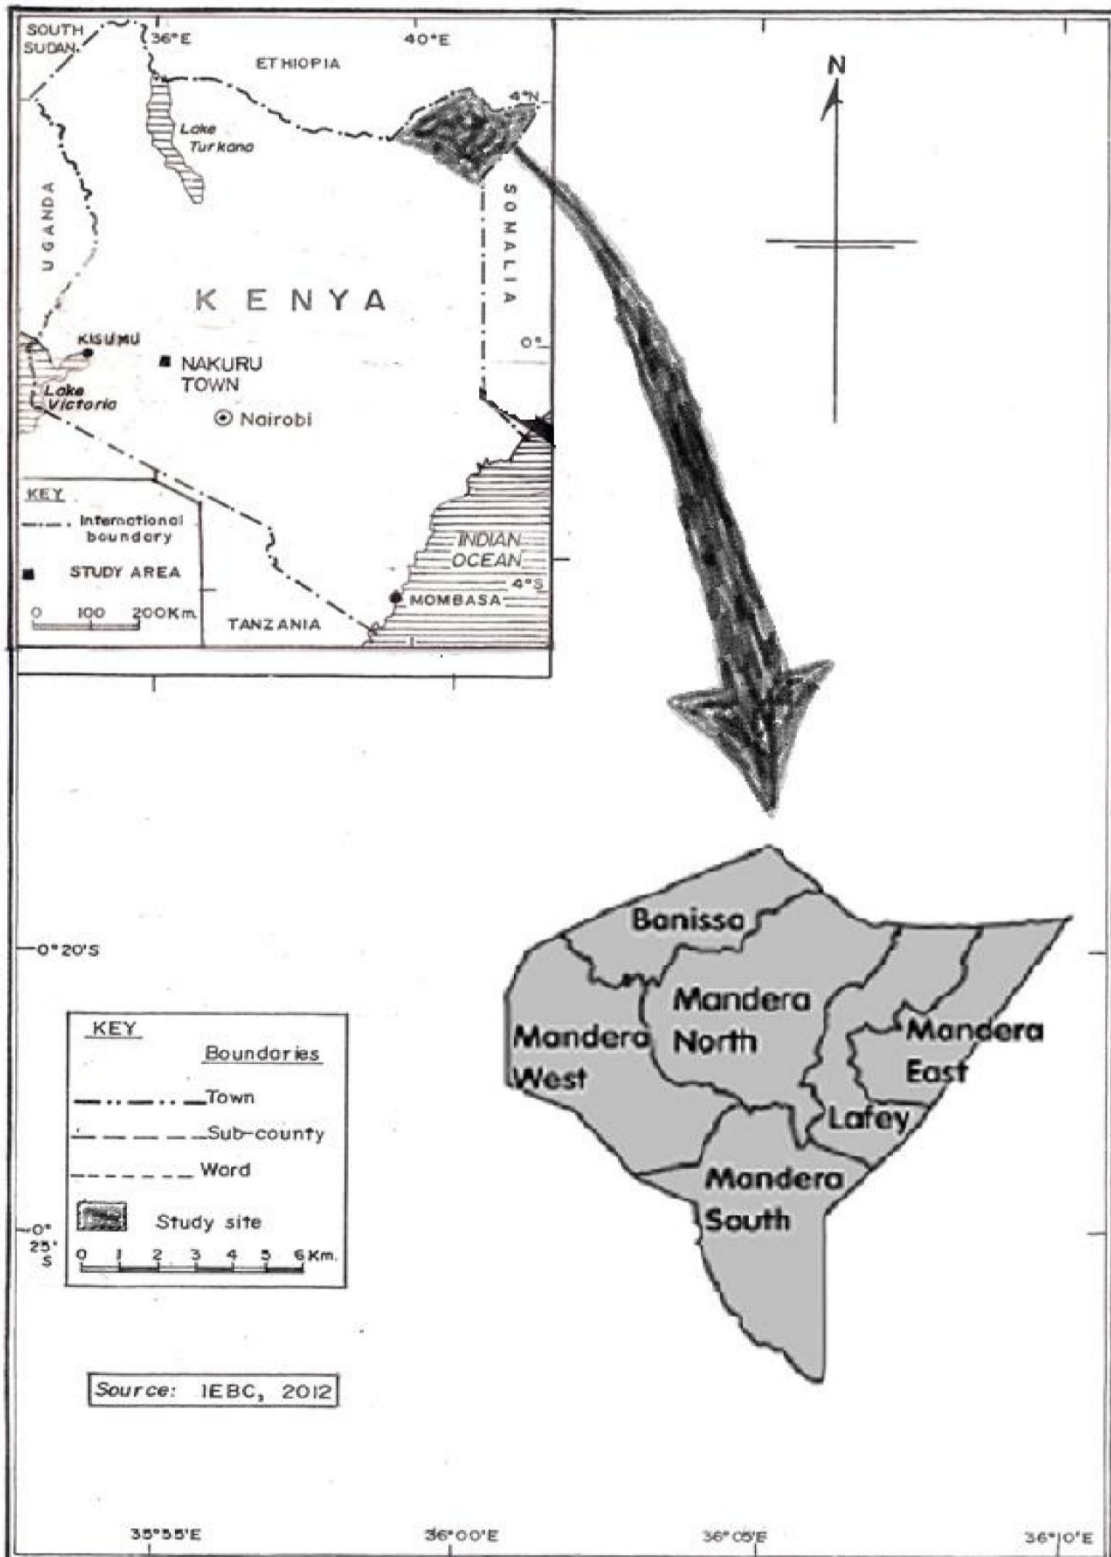 SOUTH
SUDAN
36°E
40°E
ETHIOPIA
4°N
Lake
Turkana
UGANDA
SOMALIA
KENYA
KISUMU
0°
NAKURU
TOWN
Lake
Victoria
Nairobi
KEY
International
boundary
STUDY AREA
0 100 200Km.
INDIAN
OCEAN
4°S
MOMBASA
TANZANIA
N
0°20'S
Banissa
Mandera
North
Mandera
West
Mandera
East
Lafey
Mandera
South
KEY
Boundaries
Town
Sub-county
Ward
Study site
0 1 2 3 4 5 6 Km.
0°
25'
S
Source: IEBC, 2012
35°55'E
36°00'E
36°05'E
36°10'E